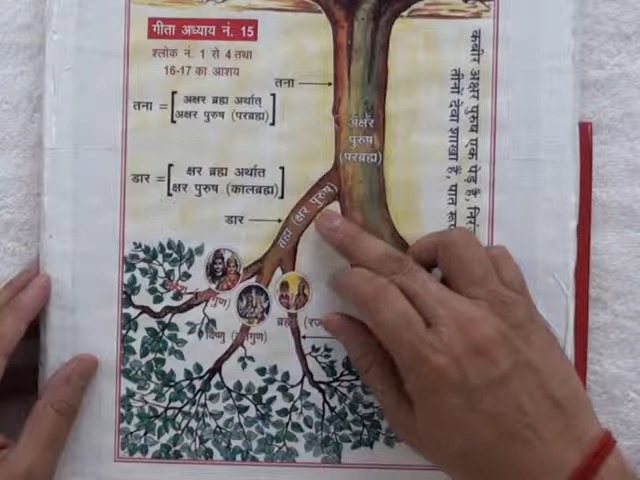 गीता अध्याय नं. 15
श्लोक नं. 1 से 4 तथा
16-17 का आशय
तना
तना = [ अक्षर ब्रह्म अर्थात्
अक्षर पुरुष (परब्रह्म) ]
अक्षर
पुरुष
(परब्रह्म)
डार = [ क्षर ब्रह्म अर्थात
क्षर पुरुष (कालब्रह्म) ]
डार
ब्रह्म (क्षर पुरुष)
विष्णु
कबीर अक्षर पुरुष एक पेड़ है,
तीनों देवा शाखा हैं, पात